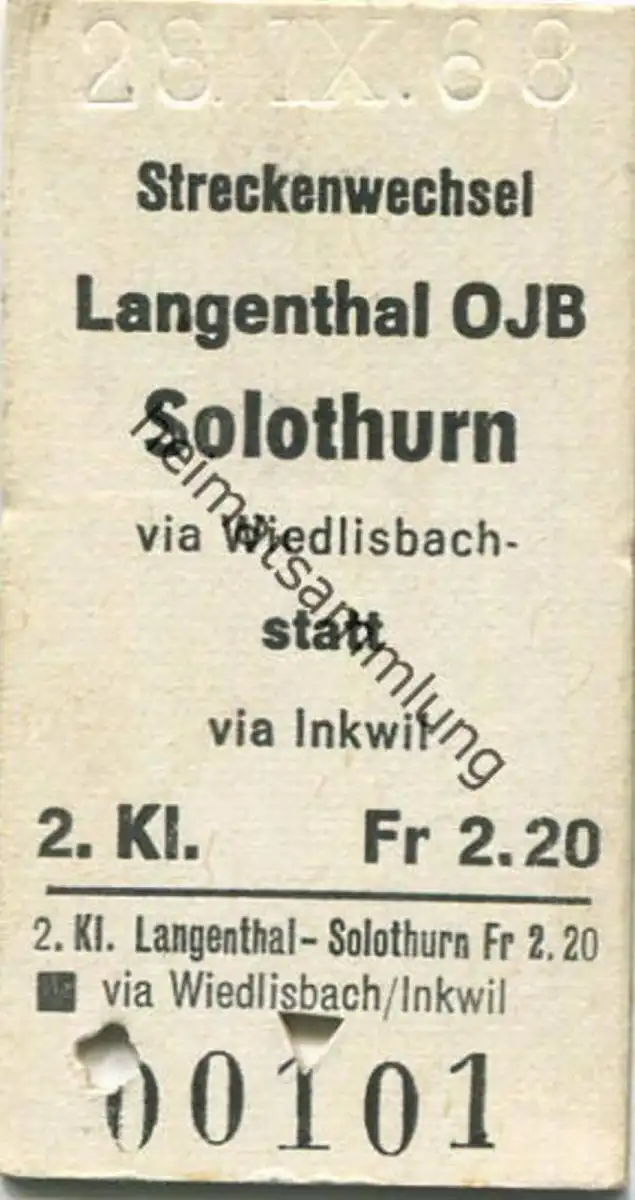 28.IX.68
Streckenwechsel
Langenthal OJB
Solothurn
via Wiedlisbach-
statt
via Inkwil
2. Kl. Fr 2.20
2. Kl. Langenthal-Solothurn Fr 2.20
via Wiedlisbach/Inkwil
00101
heimatsammlung